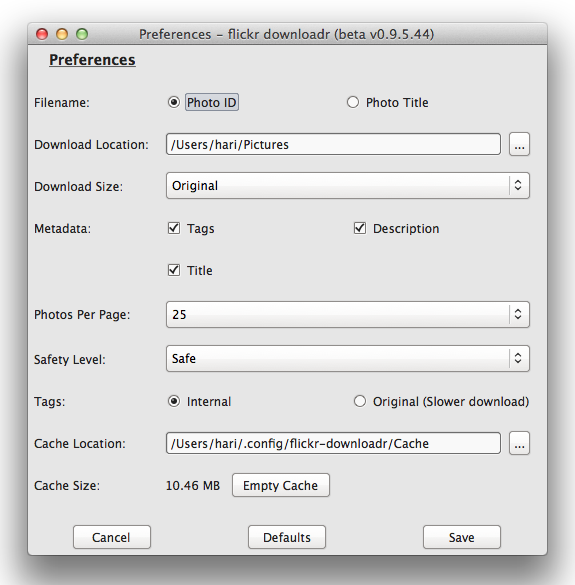 Preferences – flickr downloadr (beta v0.9.5.44)
Preferences
Filename: Photo ID Photo Title
Download Location: /Users/hari/Pictures ...
Download Size: Original
Metadata: Tags Description
Title
Photos Per Page: 25
Safety Level: Safe
Tags: Internal Original (Slower download)
Cache Location: /Users/hari/.config/flickr-downloadr/Cache ...
Cache Size: 10.46 MB Empty Cache
Cancel Defaults Save